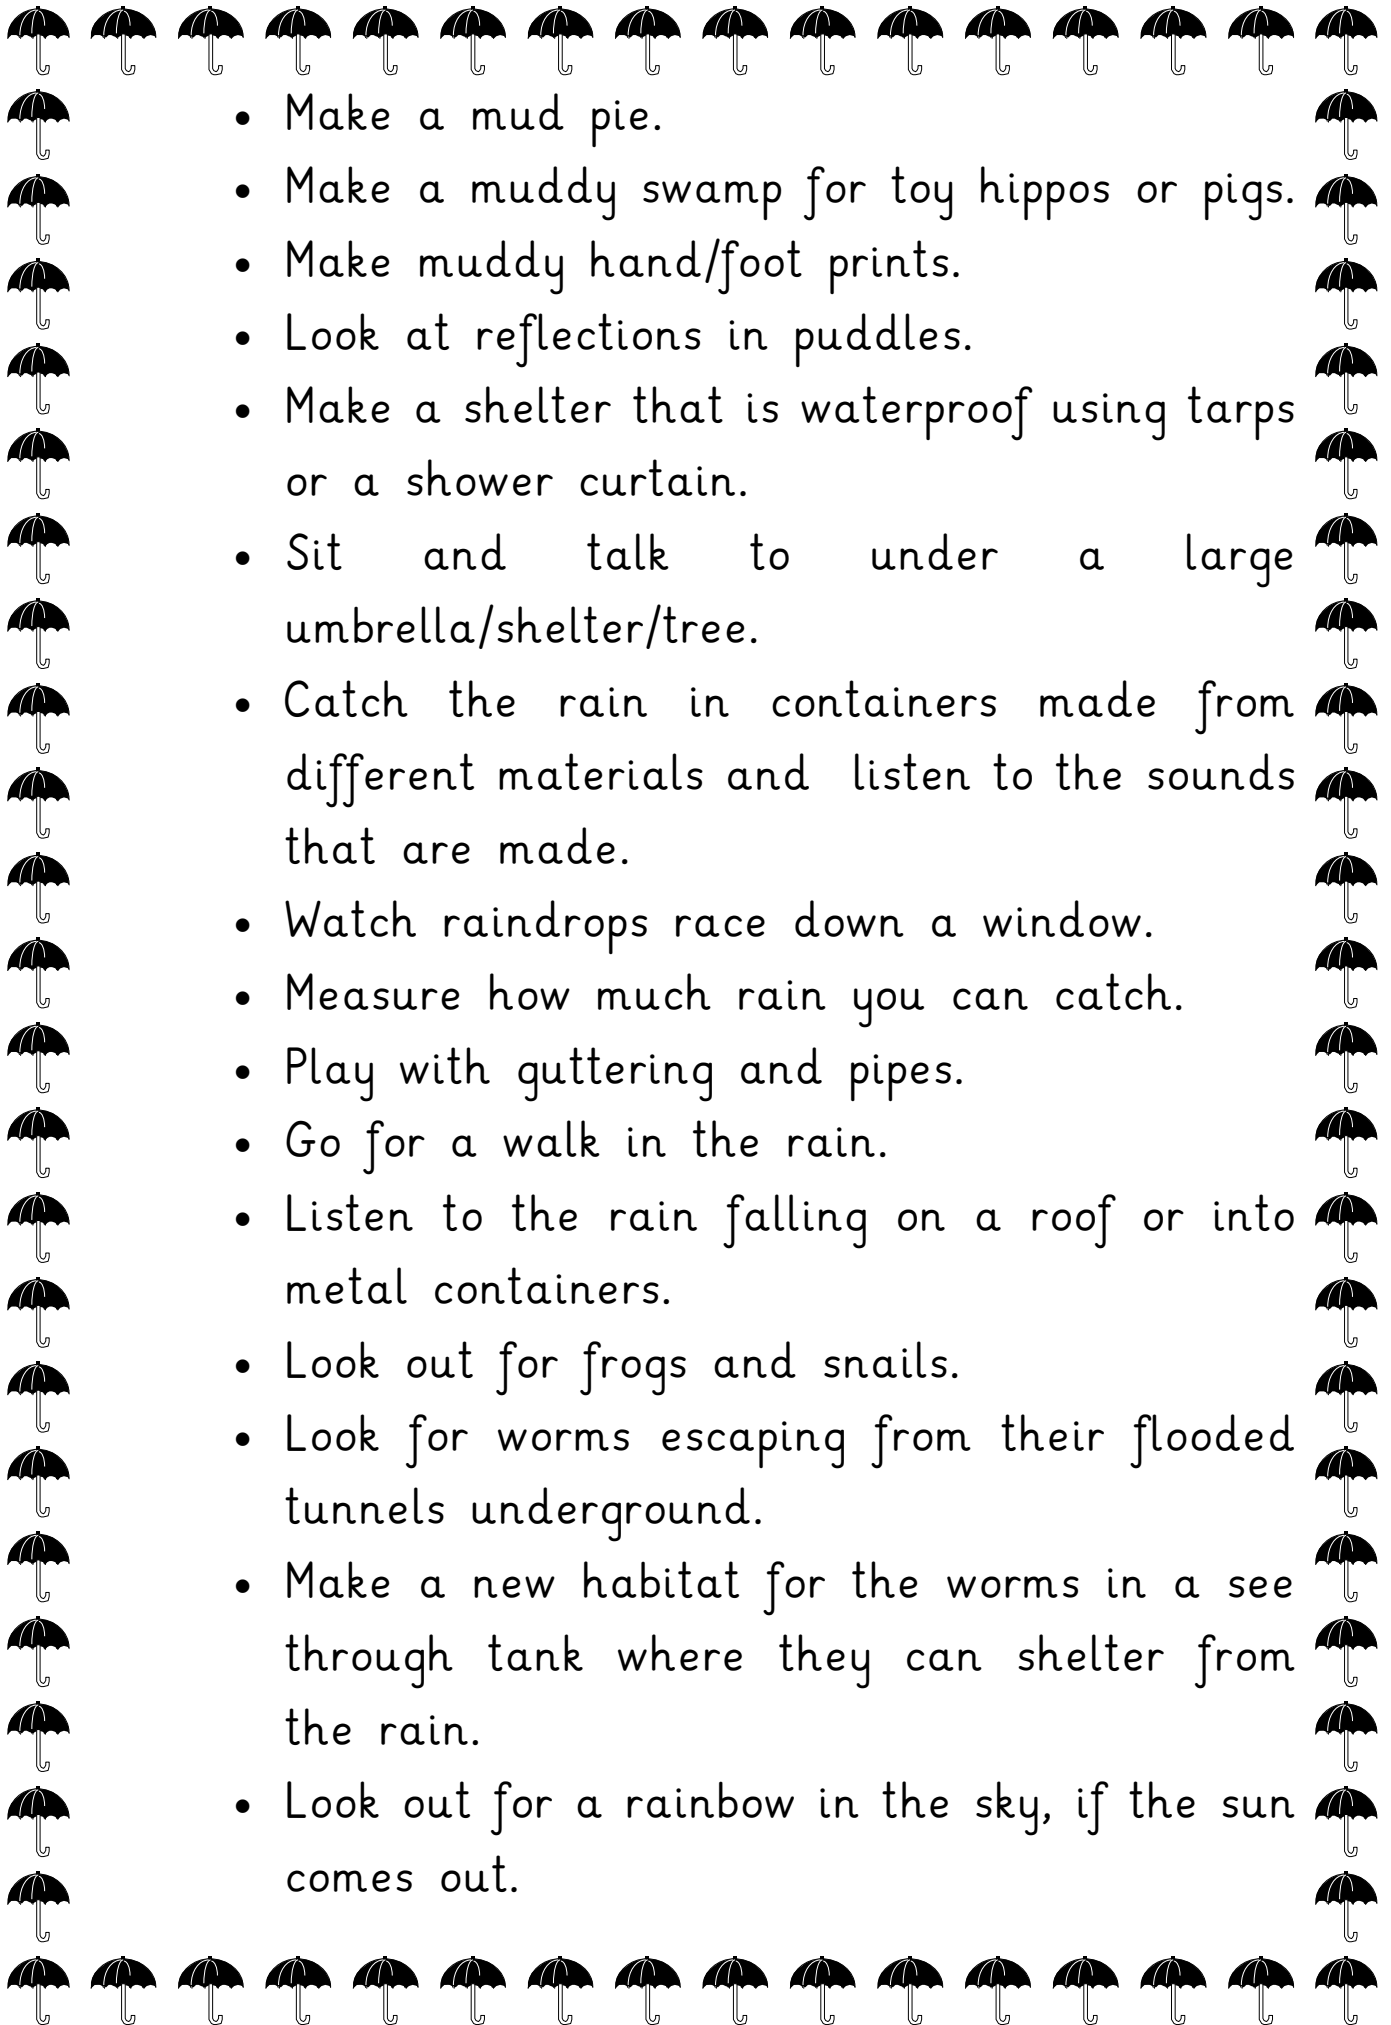 • Make a mud pie.
• Make a muddy swamp for toy hippos or pigs.
• Make muddy hand/foot prints.
• Look at reflections in puddles.
• Make a shelter that is waterproof using tarps
or a shower curtain.
• Sit and talk to under a large
umbrella/shelter/tree.
• Catch the rain in containers made from
different materials and listen to the sounds
that are made.
• Watch raindrops race down a window.
• Measure how much rain you can catch.
• Play with guttering and pipes.
• Go for a walk in the rain.
• Listen to the rain falling on a roof or into
metal containers.
• Look out for frogs and snails.
• Look for worms escaping from their flooded
tunnels underground.
• Make a new habitat for the worms in a see
through tank where they can shelter from
the rain.
• Look out for a rainbow in the sky, if the sun
comes out.